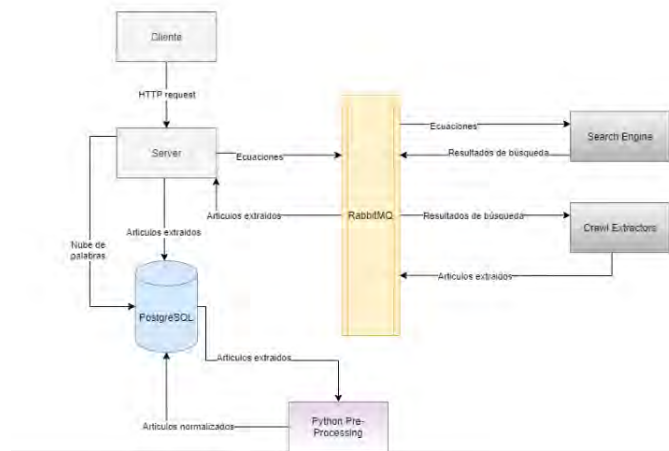 Cliente
HTTP request
Server
Ecuaciones
Ecuaciones
Search Engine
Resultados de búsqueda
Articulos extraidos
RabbitMQ
Resultados de búsqueda
Crawl Extractors
Nube de
palabras
Articulos extraidos
Articulos extraidos
PostgreSQL
Articulos extraidos
Articulos normalizados
Python Pre-
Processing